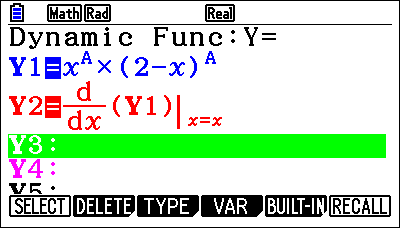 Math Rad Real
Dynamic Func:Y=
Y1=x^A×(2-x)^A
Y2=d/dx(Y1)|x=x
Y3:
Y4:
Y5:
SELECT DELETE TYPE VAR BUILT-IN RECALL